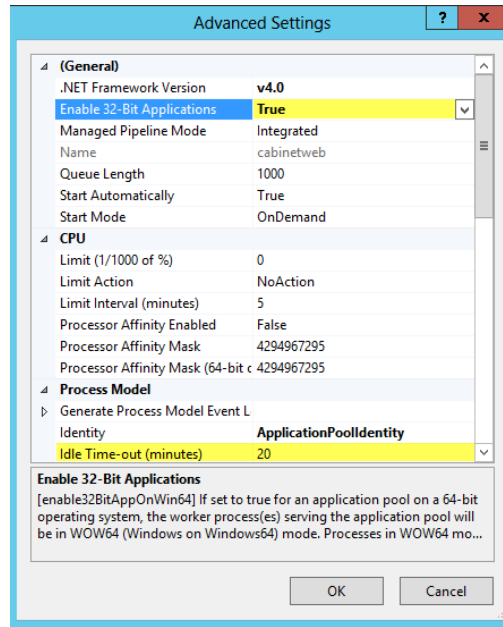 Advanced Settings
? x
(General)
.NET Framework Version v4.0
Enable 32-Bit Applications True
Managed Pipeline Mode Integrated
Name cabinetweb
Queue Length 1000
Start Automatically True
Start Mode OnDemand
CPU
Limit (1/1000 of %) 0
Limit Action NoAction
Limit Interval (minutes) 5
Processor Affinity Enabled False
Processor Affinity Mask 4294967295
Processor Affinity Mask (64-bit c 4294967295
Process Model
Generate Process Model Event L
Identity ApplicationPoolIdentity
Idle Time-out (minutes) 20
Enable 32-Bit Applications
[enable32BitAppOnWin64] If set to true for an application pool on a 64-bit
operating system, the worker process(es) serving the application pool will
be in WOW64 (Windows on Windows64) mode. Processes in WOW64 mo...
OK Cancel